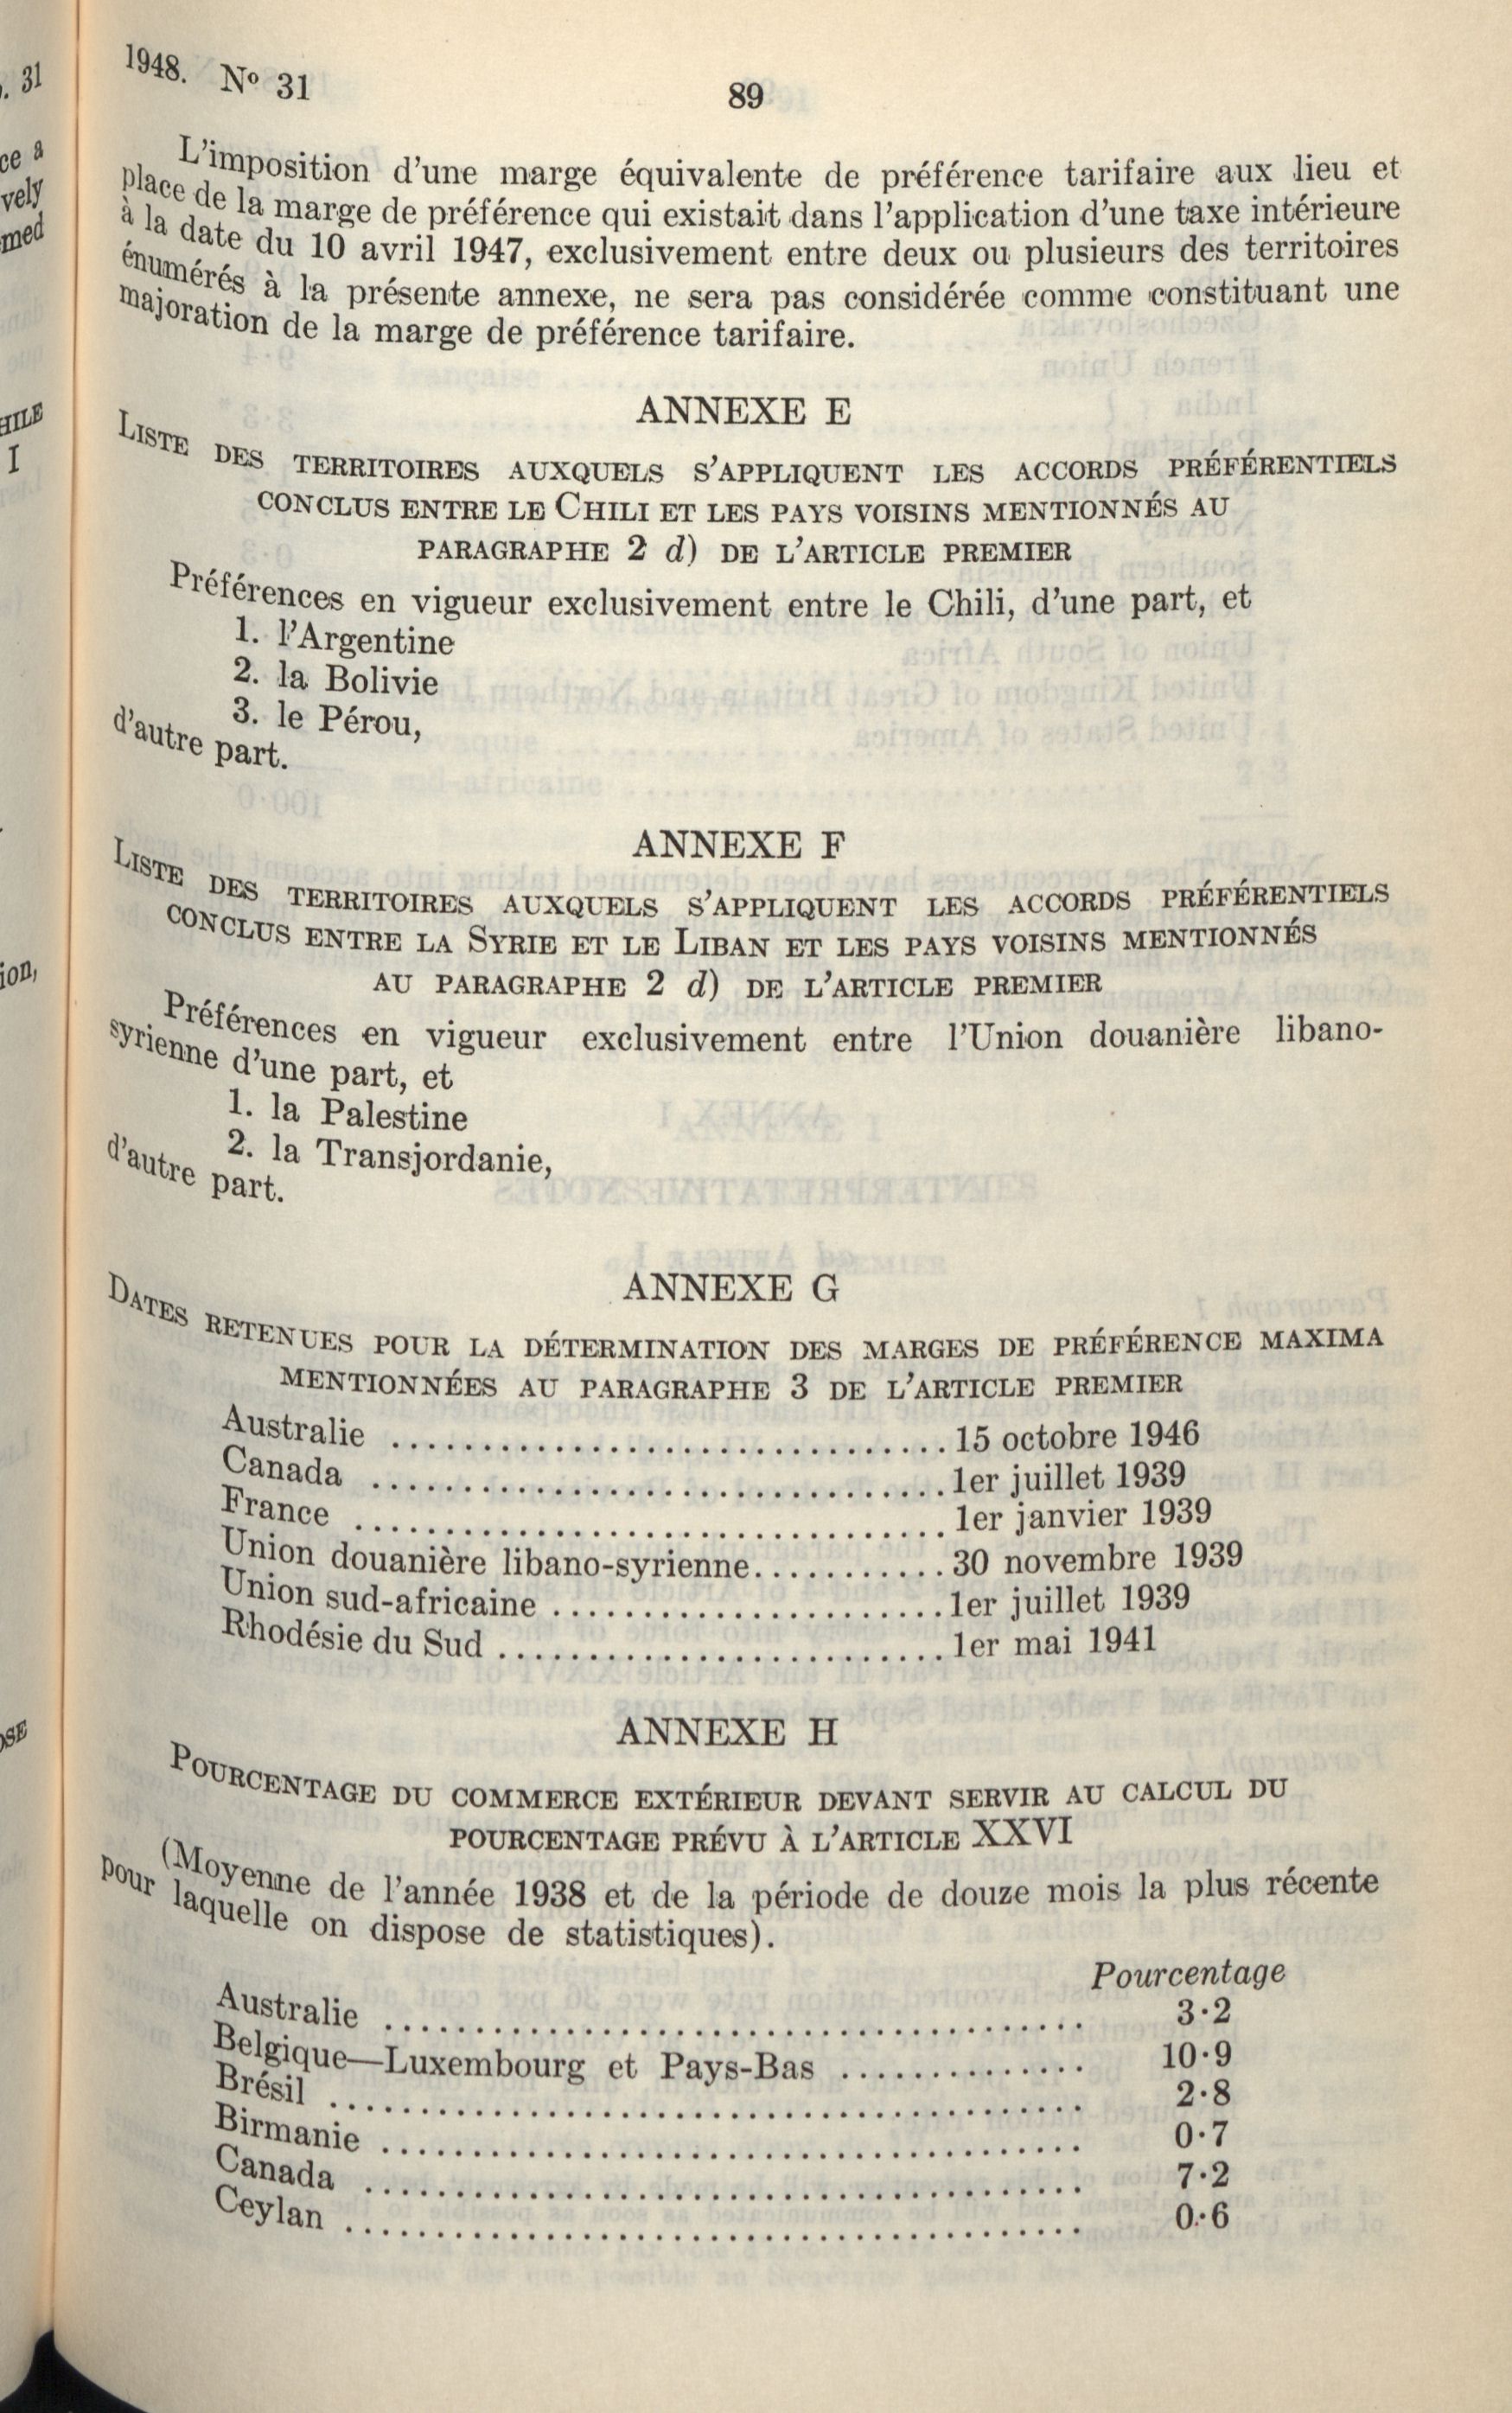 1948. Nº 31
89
L'imposition d'une marge équivalente de préférence tarifaire aux lieu et
place de la marge de préférence qui existait dans l'application d'une taxe intérieure
à la date du 10 avril 1947, exclusivement entre deux ou plusieurs des territoires
énumérés à la présente annexe, ne sera pas considérée comme constituant une
majoration de la marge de préférence tarifaire.
ANNEXE E
LISTE DES TERRITOIRES AUXQUELS S'APPLIQUENT LES ACCORDS PRÉFÉRENTIELS
CONCLUS ENTRE LE CHILI ET LES PAYS VOISINS MENTIONNÉS AU
PARAGRAPHE 2 d) DE L'ARTICLE PREMIER
Préférences en vigueur exclusivement entre le Chili, d'une part, et
1. l'Argentine
2. la Bolivie
3. le Pérou,
d'autre part.
ANNEXE F
LISTE DES TERRITOIRES AUXQUELS S'APPLIQUENT LES ACCORDS PRÉFÉRENTIELS
CONCLUS ENTRE LA SYRIE ET LE LIBAN ET LES PAYS VOISINS MENTIONNÉS
AU PARAGRAPHE 2 d) DE L'ARTICLE PREMIER
Préférences en vigueur exclusivement entre l'Union douanière libano-
syrienne d'une part, et
1. la Palestine
2. la Transjordanie,
d'autre part.
ANNEXE G
DATES RETENUES POUR LA DÉTERMINATION DES MARGES DE PRÉFÉRENCE MAXIMA
MENTIONNÉES AU PARAGRAPHE 3 DE L'ARTICLE PREMIER
Australie ............................... 15 octobre 1946
Canada ................................ 1er juillet 1939
France ................................. 1er janvier 1939
Union douanière libano-syrienne........... 30 novembre 1939
Union sud-africaine ...................... 1er juillet 1939
Rhodésie du Sud ......................... 1er mai 1941
ANNEXE H
POURCENTAGE DU COMMERCE EXTÉRIEUR DEVANT SERVIR AU CALCUL DU
POURCENTAGE PRÉVU À L'ARTICLE XXVI
(Moyenne de l'année 1938 et de la période de douze mois la plus récente
pour laquelle on dispose de statistiques).
Pourcentage
Australie ....................................... 3·2
Belgique—Luxembourg et Pays-Bas .............. 10·9
Brésil .......................................... 2·8
Birmanie ....................................... 0·7
Canada ........................................ 7·2
Ceylan ......................................... 0·6